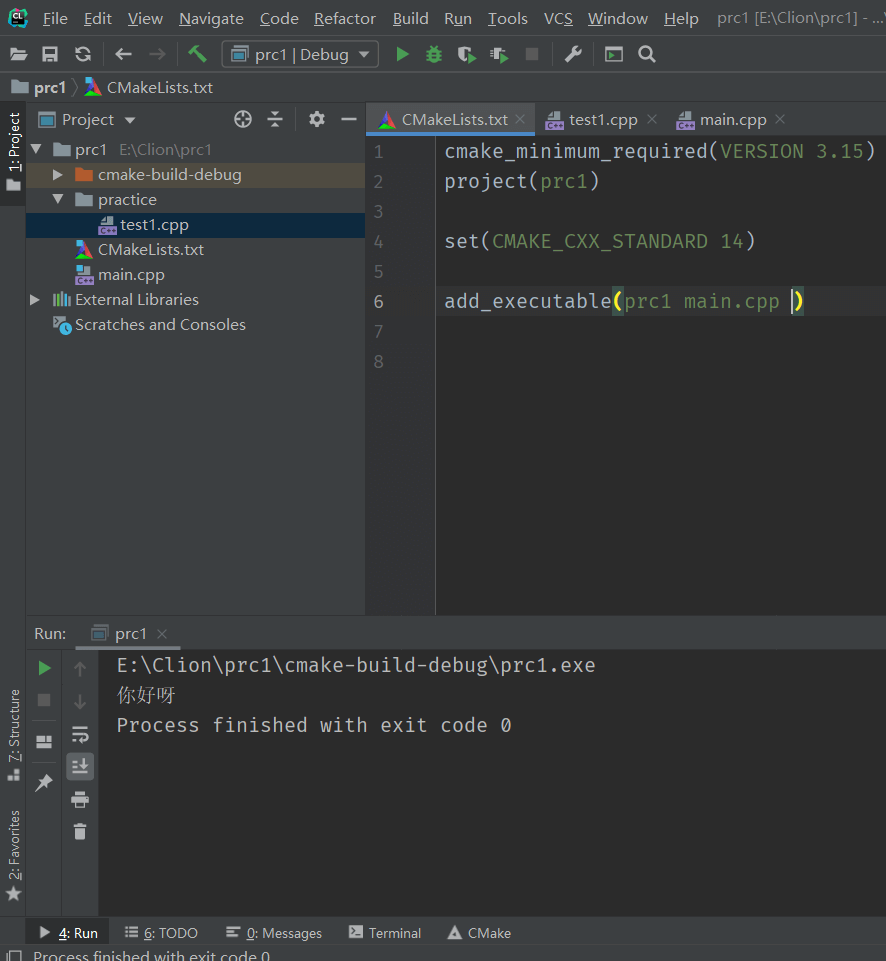 File Edit View Navigate Code Refactor Build Run Tools VCS Window Help prc1 [E:\Clion\prc1] - ...\
prc1 | Debug
prc1 CMakeLists.txt
1: Project
Project
CMakeLists.txt test1.cpp main.cpp
prc1 E:\Clion\prc1
cmake-build-debug
practice
test1.cpp
CMakeLists.txt
main.cpp
External Libraries
Scratches and Consoles
1 cmake_minimum_required(VERSION 3.15)
2 project(prc1)
3
4 set(CMAKE_CXX_STANDARD 14)
5
6 add_executable(prc1 main.cpp )
7
8
Run: prc1
E:\Clion\prc1\cmake-build-debug\prc1.exe
你好呀
Process finished with exit code 0
7: Structure
2: Favorites
4: Run 6: TODO 0: Messages Terminal CMake
Process finished with exit code 0